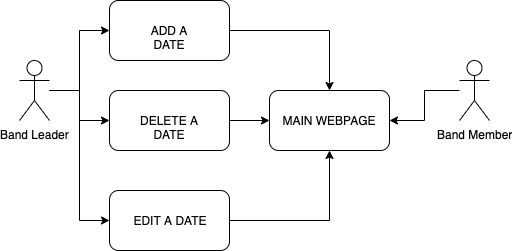 ADD A
DATE
Band Leader
DELETE A
DATE
MAIN WEBPAGE
Band Member
EDIT A DATE